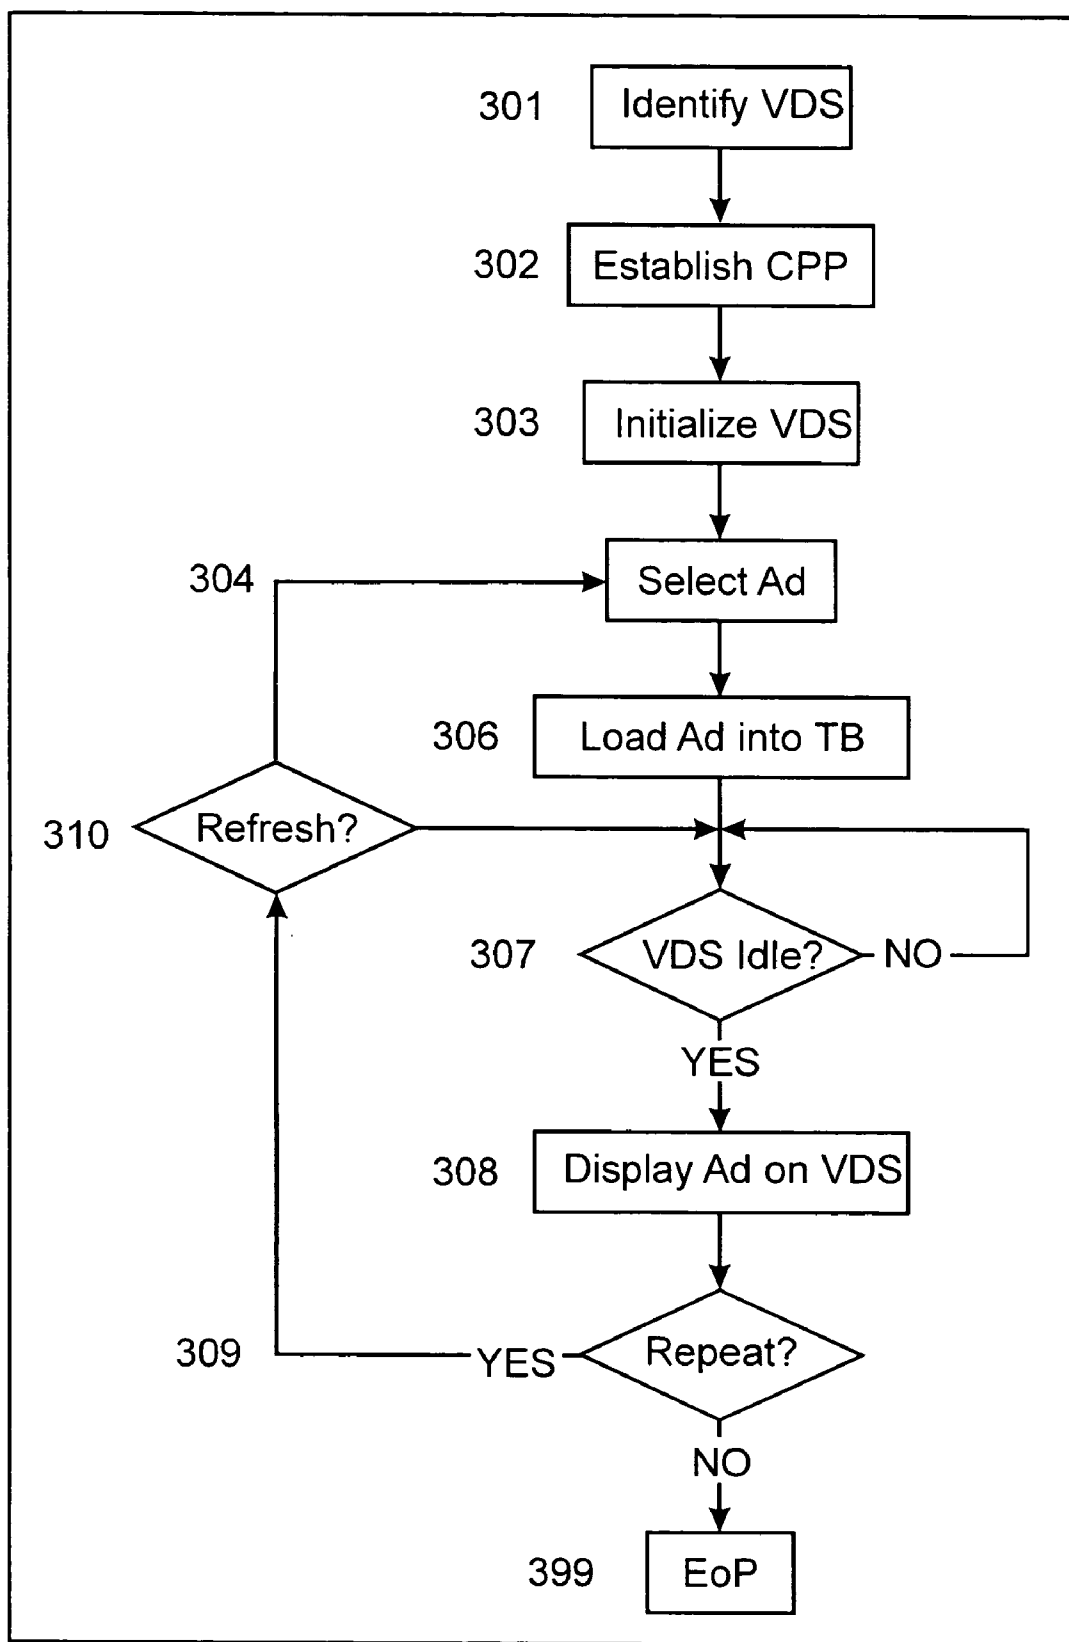 301 Identify VDS
302 Establish CPP
303 Initialize VDS
304 Select Ad
306 Load Ad into TB
310 Refresh?
307 VDS Idle? NO
YES
308 Display Ad on VDS
309 YES Repeat?
NO
399 EoP